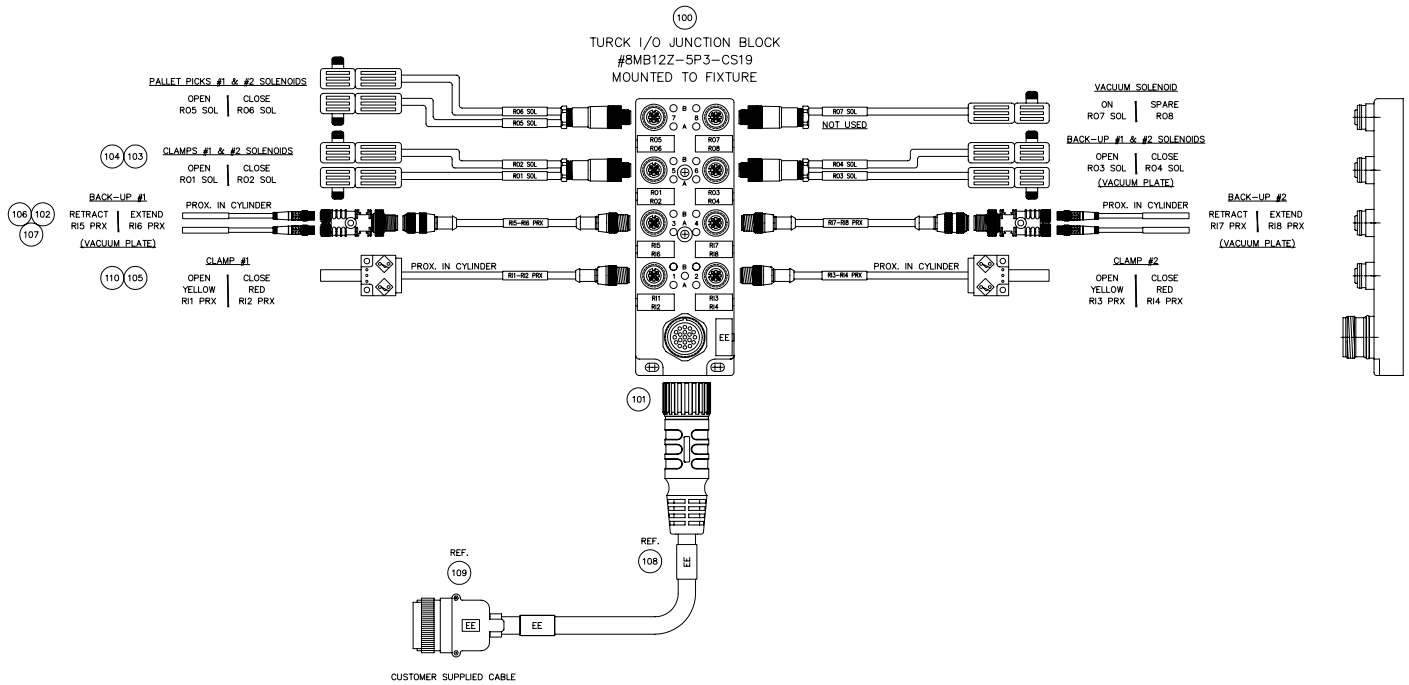 100
TURCK I/O JUNCTION BLOCK
#8MB12Z-5P3-CS19
MOUNTED TO FIXTURE
PALLET PICKS #1 & #2 SOLENOIDS
OPEN CLOSE
RO5 SOL RO6 SOL
RO6 SOL
RO5 SOL
104 103
CLAMPS #1 & #2 SOLENOIDS
OPEN CLOSE
RO1 SOL RO2 SOL
RO2 SOL
RO1 SOL
106 102
107
BACK-UP #1
RETRACT EXTEND
RI5 PRX RI6 PRX
(VACUUM PLATE)
PROX. IN CYLINDER
RI5-RI6 PRX
110 105
CLAMP #1
OPEN CLOSE
YELLOW RED
RI1 PRX RI2 PRX
PROX. IN CYLINDER
RI1-RI2 PRX
B
7 8
A
RO5 RO7
RO6 RO8
B
5 6
A
RO1 RO3
RO2 RO4
B
3 4
A
RI5 RI7
RI6 RI8
B
1 2
A
RI1 RI3
RI2 RI4
EE
RO7 SOL
NOT USED
VACUUM SOLENOID
ON SPARE
RO7 SOL RO8
RO4 SOL
RO3 SOL
BACK-UP #1 & #2 SOLENOIDS
OPEN CLOSE
RO3 SOL RO4 SOL
(VACUUM PLATE)
RI7-RI8 PRX
PROX. IN CYLINDER
BACK-UP #2
RETRACT EXTEND
RI7 PRX RI8 PRX
(VACUUM PLATE)
RI3-RI4 PRX
PROX. IN CYLINDER
CLAMP #2
OPEN CLOSE
YELLOW RED
RI3 PRX RI4 PRX
101
REF.
108
EE
REF.
109
EE
EE
CUSTOMER SUPPLIED CABLE